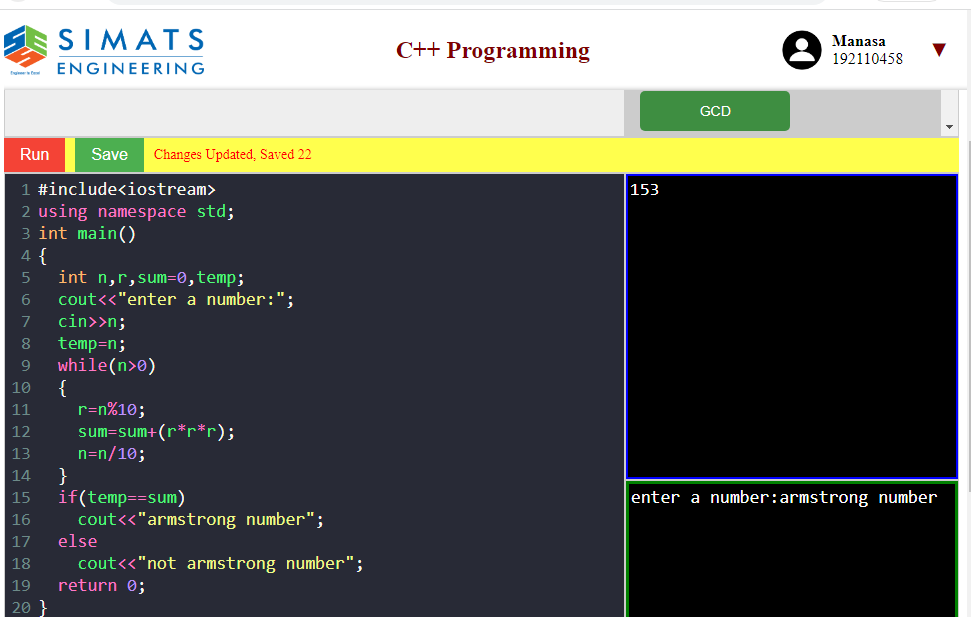 SIMATS
ENGINEERING
Engineer to Excel
C++ Programming
Manasa
192110458
GCD
Run
Save
Changes Updated, Saved 22
1 #include<iostream>
2 using namespace std;
3 int main()
4 {
5 int n,r,sum=0,temp;
6 cout<<"enter a number:";
7 cin>>n;
8 temp=n;
9 while(n>0)
10 {
11 r=n%10;
12 sum=sum+(r*r*r);
13 n=n/10;
14 }
15 if(temp==sum)
16 cout<<"armstrong number";
17 else
18 cout<<"not armstrong number";
19 return 0;
20 }
153
enter a number:armstrong number